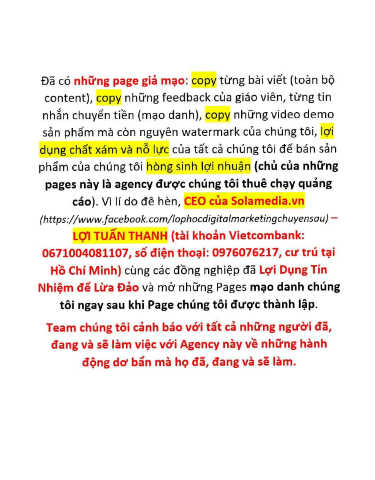 Đã có những page giả mạo: copy từng bài viết (toàn bộ
content), copy những feedback của giáo viên, từng tin
nhắn chuyển tiền (mạo danh), copy những video demo
sản phẩm mà còn nguyên watermark của chúng tôi, lợi
dụng chất xám và nỗ lực của tất cả chúng tôi để bán sản
phẩm của chúng tôi hòng sinh lợi nhuận (chủ của những
pages này là agency được chúng tôi thuê chạy quảng
cáo). Vì lí do đê hèn, CEO của Solamedia.vn
(https://www.facebook.com/lophocdigitalmarketingchuyensau) –
LỢI TUẤN THANH (tài khoản Vietcombank:
0671004081107, số điện thoại: 0976076217, cư trú tại
Hồ Chí Minh) cùng các đồng nghiệp đã Lợi Dụng Tín
Nhiệm để Lừa Đảo và mở những Pages mạo danh chúng
tôi ngay sau khi Page chúng tôi được thành lập.
Team chúng tôi cảnh báo với tất cả những người đã,
đang và sẽ làm việc với Agency này về những hành
động dơ bẩn mà họ đã, đang và sẽ làm.